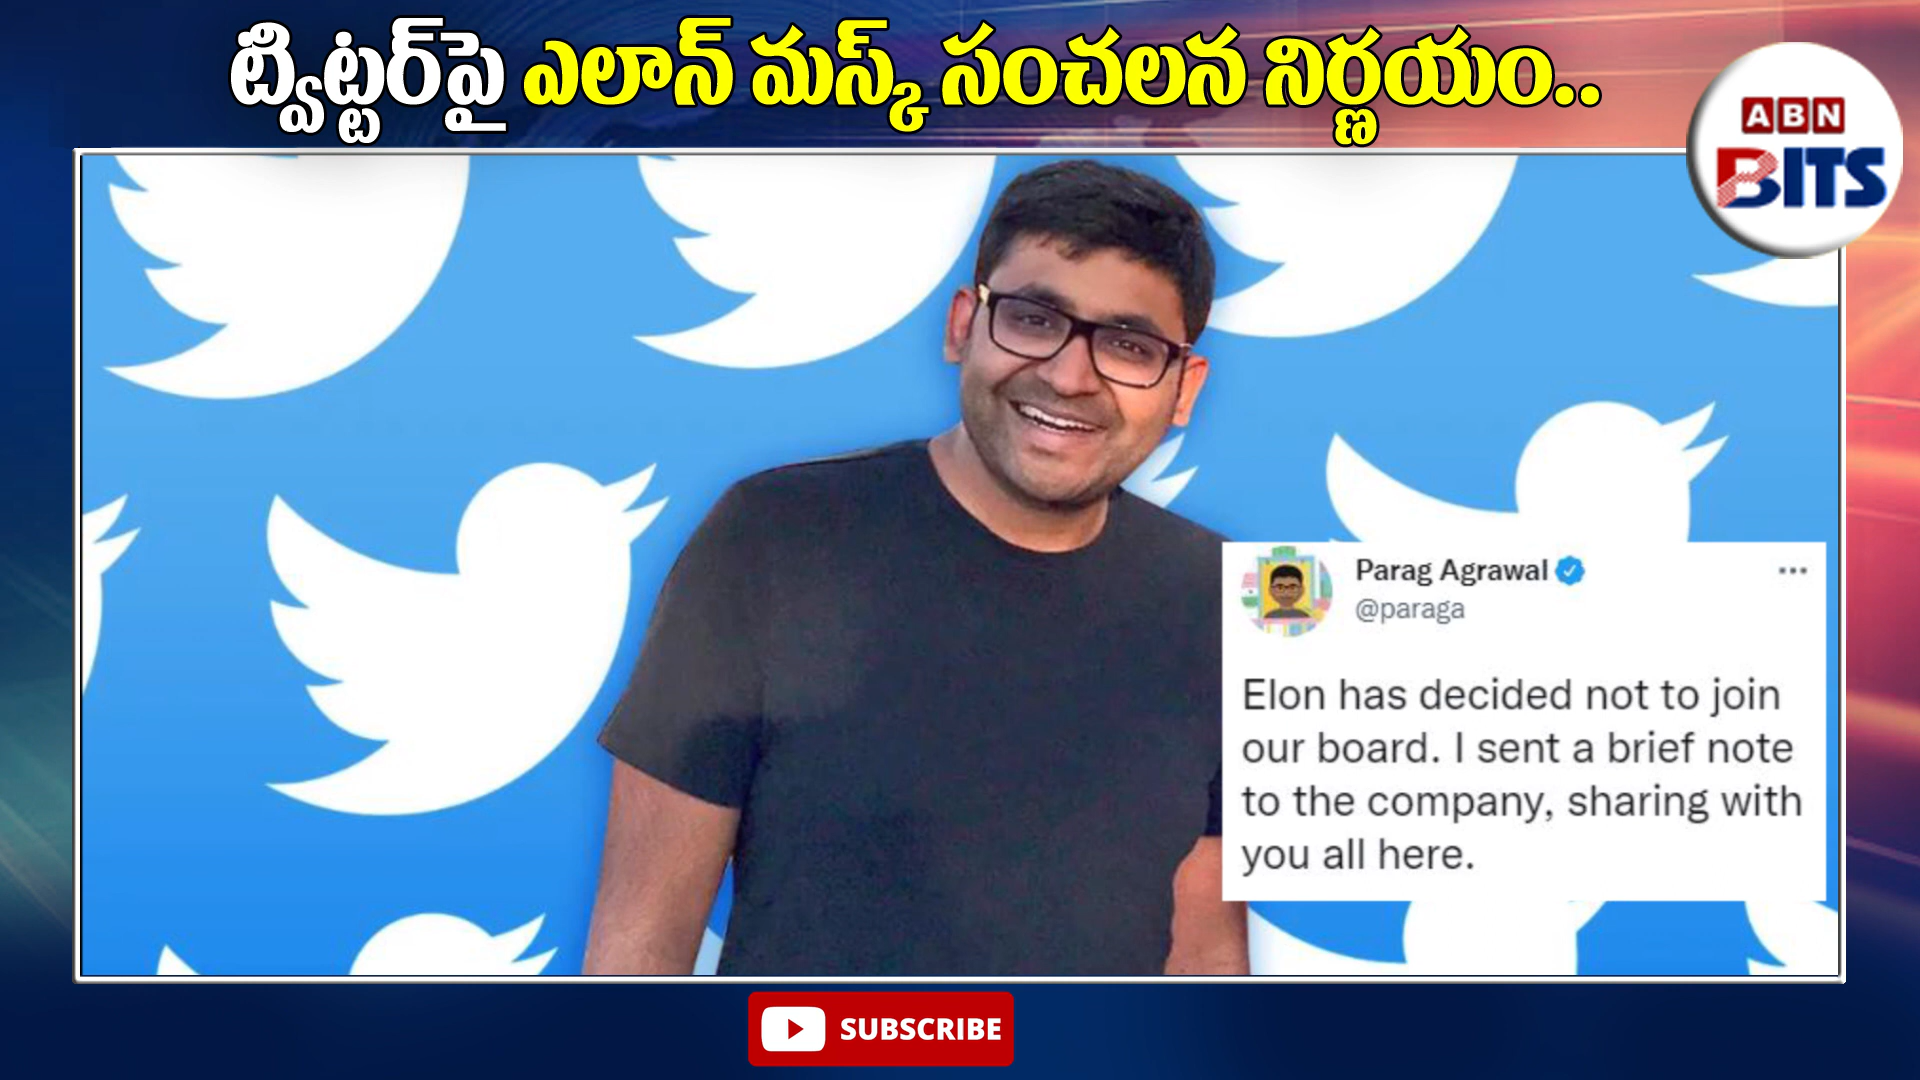 ట్విట్టర్‌పై ఎలాన్ మస్క్ సంచలన నిర్ణయం..
ABN
BITS
Parag Agrawal
@paraga
Elon has decided not to join
our board. I sent a brief note
to the company, sharing with
you all here.
SUBSCRIBE